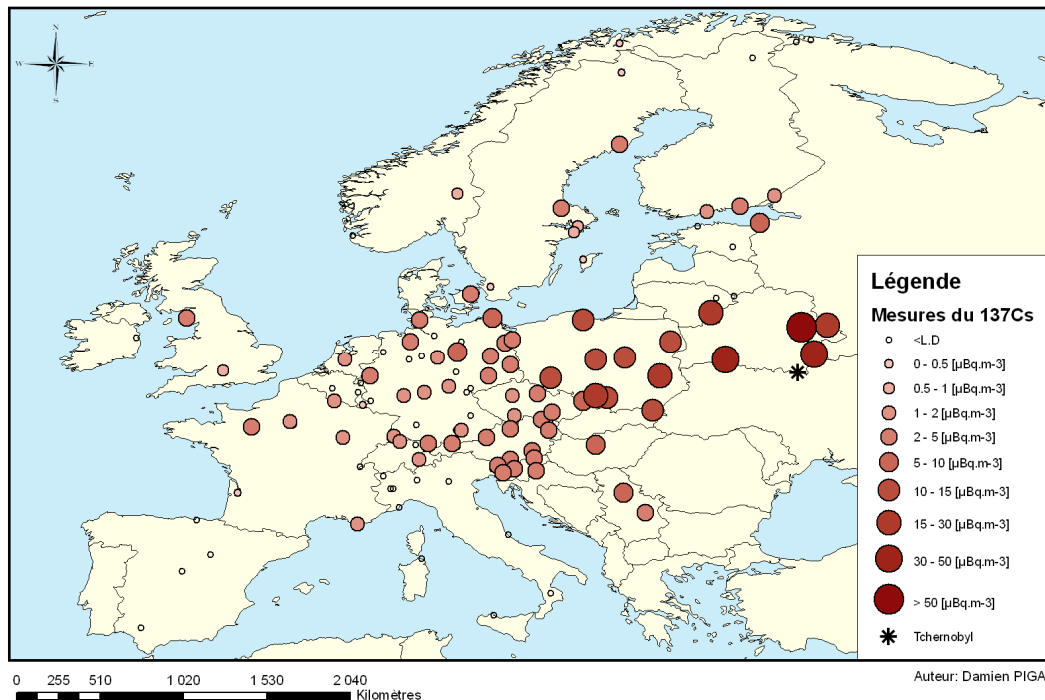 N
W E
S
Légende
Mesures du 137Cs
<L.D
0 - 0.5 [µBq.m-3]
0.5 - 1 [µBq.m-3]
1 - 2 [µBq.m-3]
2 - 5 [µBq.m-3]
5 - 10 [µBq.m-3]
10 - 15 [µBq.m-3]
15 - 30 [µBq.m-3]
30 - 50 [µBq.m-3]
> 50 [µBq.m-3]
Tchernobyl
0 255 510 1 020 1 530 2 040
Kilomètres
Auteur: Damien PIGA